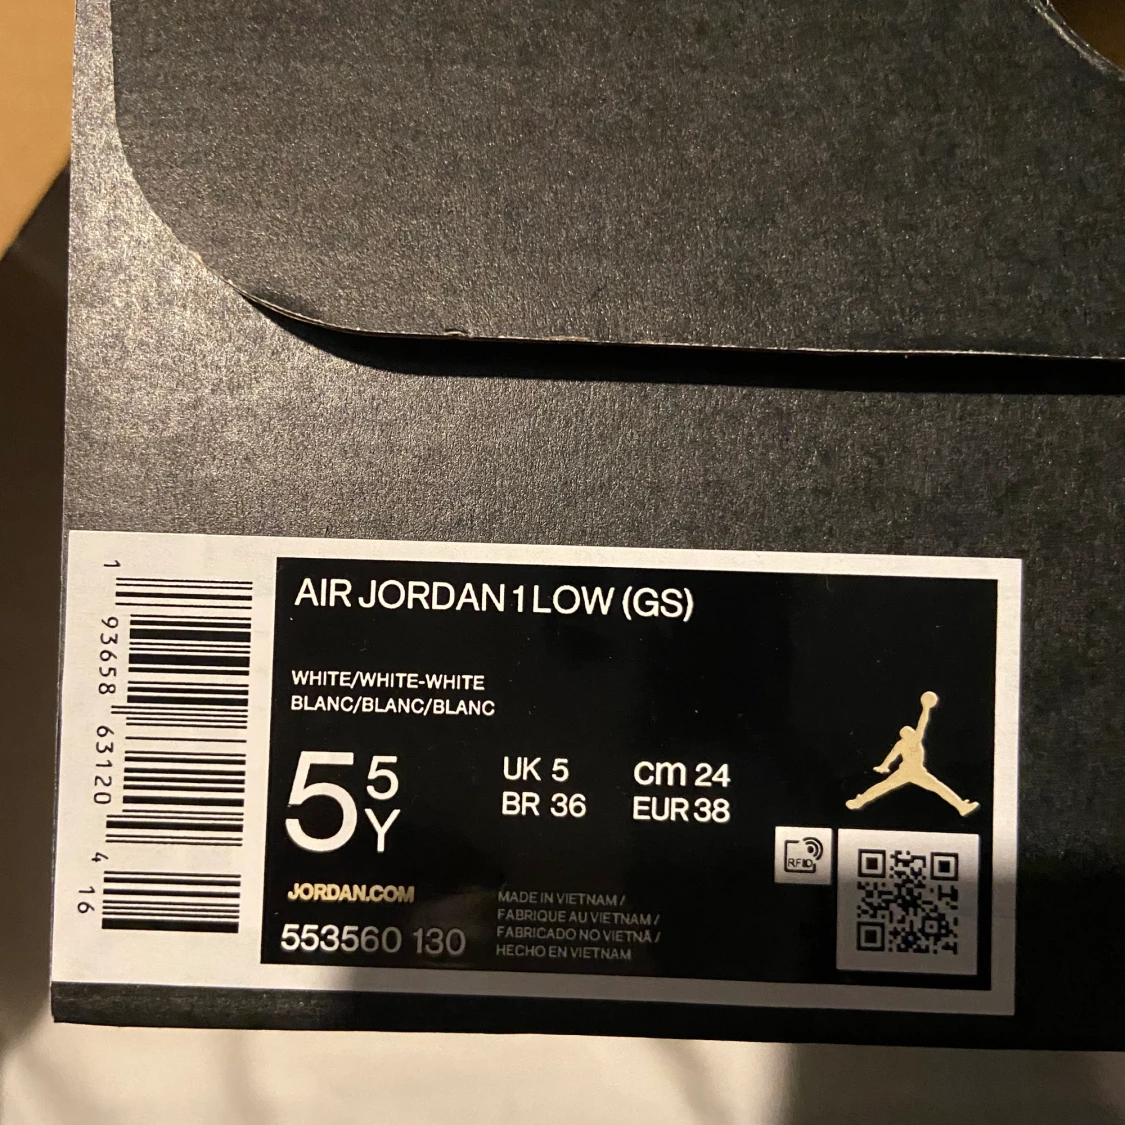 1 93658 63120 4 16
AIR JORDAN 1 LOW (GS)
WHITE/WHITE-WHITE
BLANC/BLANC/BLANC
5 5 Y
UK 5 cm 24
BR 36 EUR 38
RFID
JORDAN.COM
553560 130
MADE IN VIETNAM /
FABRIQUE AU VIETNAM /
FABRICADO NO VIETNÃ /
HECHO EN VIETNAM